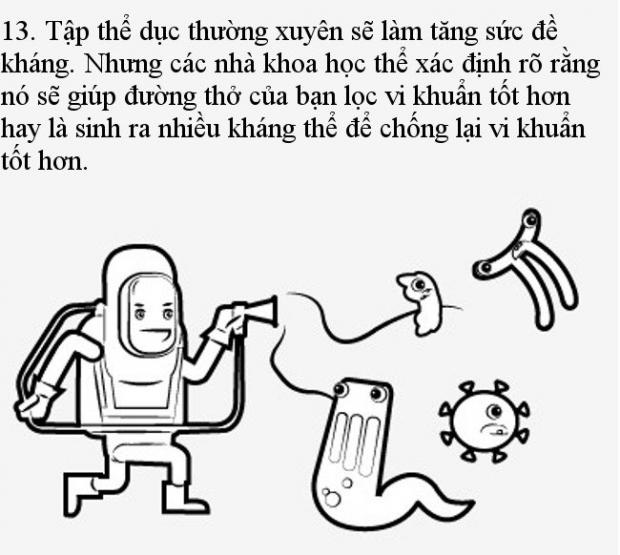 13. Tập thể dục thường xuyên sẽ làm tăng sức đề
kháng. Nhưng các nhà khoa học thể xác định rõ rằng
nó sẽ giúp đường thở của bạn lọc vi khuẩn tốt hơn
hay là sinh ra nhiều kháng thể để chống lại vi khuẩn
tốt hơn.